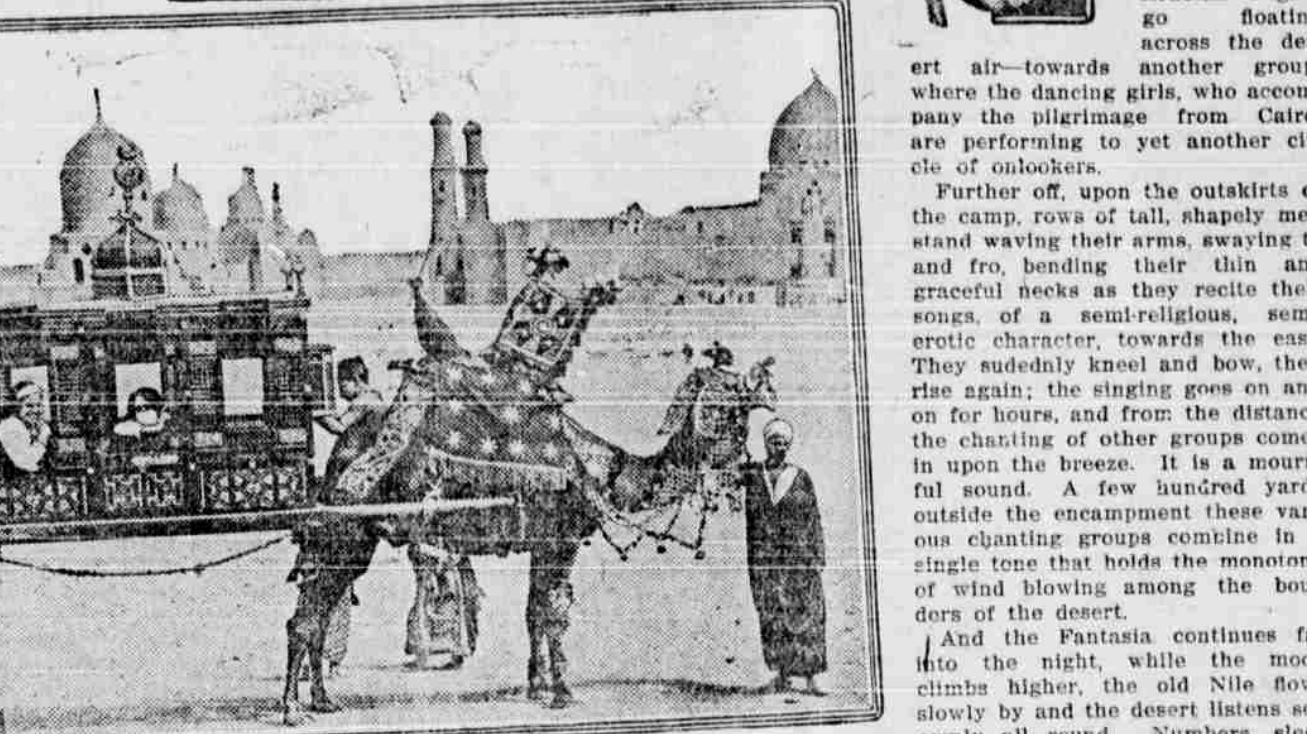 go floatin
across the de
ert air—towards another grou
where the dancing girls, who accom
pany the pilgrimage from Cairo
are performing to yet another ci
cle of onlookers.
Further off, upon the outskirts
the camp, rows of tall, shapely me
stand waving their arms, swaying
and fro, bending their thin an
graceful necks as they recite the
songs, of a semi-religious, sem
erotic character, towards the eas
They sudednly kneel and bow, the
rise again; the singing goes on an
on for hours, and from the distanc
the chanting of other groups come
in upon the breeze. It is a mour
ful sound. A few hundred yard
outside the encampment these var
ous chanting groups combine in
single tone that holds the monoton
of wind blowing among the bou
ders of the desert.
And the Fantasia continues f
into the night, while the moo
climbs higher, the old Nile flow
slowly by and the desert listens se
all round. Numbers